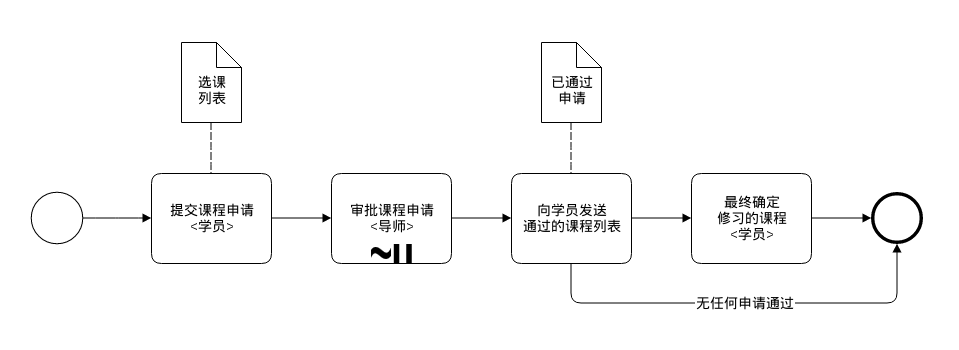 选课
列表
已通过
申请
提交课程申请
<学员>
审批课程申请
<导师>
向学员发送
通过的课程列表
最终确定
修习的课程
<学员>
无任何申请通过